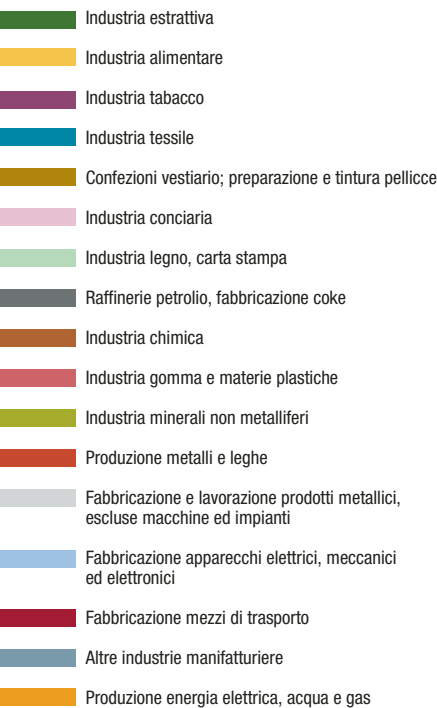 Industria estrattiva
Industria alimentare
Industria tabacco
Industria tessile
Confezioni vestiario; preparazione e tintura pellicce
Industria conciaria
Industria legno, carta stampa
Raffinerie petrolio, fabbricazione coke
Industria chimica
Industria gomma e materie plastiche
Industria minerali non metalliferi
Produzione metalli e leghe
Fabbricazione e lavorazione prodotti metallici,
escluse macchine ed impianti
Fabbricazione apparecchi elettrici, meccanici
ed elettronici
Fabbricazione mezzi di trasporto
Altre industrie manifatturiere
Produzione energia elettrica, acqua e gas